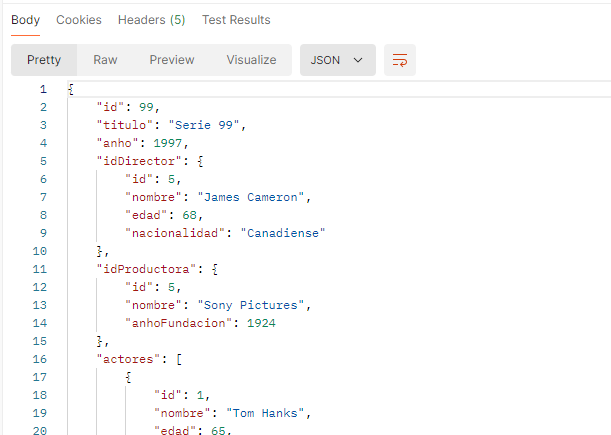 Body Cookies Headers (5) Test Results
Pretty Raw Preview Visualize JSON
1 {
2 "id": 99,
3 "titulo": "Serie 99",
4 "anho": 1997,
5 "idDirector": {
6 "id": 5,
7 "nombre": "James Cameron",
8 "edad": 68,
9 "nacionalidad": "Canadiense"
10 },
11 "idProductora": {
12 "id": 5,
13 "nombre": "Sony Pictures",
14 "anhoFundacion": 1924
15 },
16 "actores": [
17 {
18 "id": 1,
19 "nombre": "Tom Hanks",
20 "edad": 65,